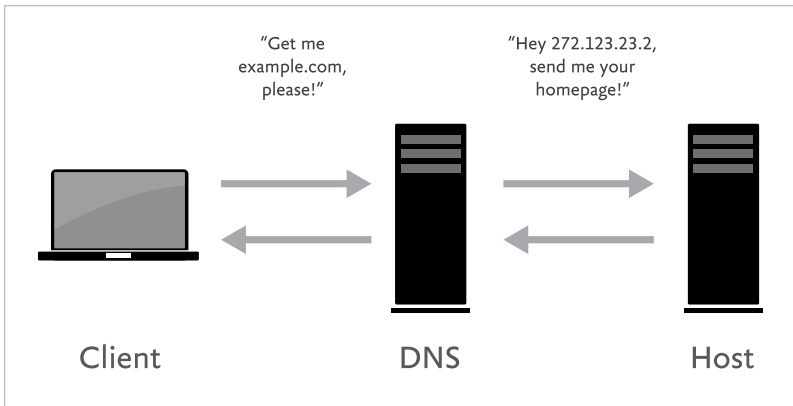 “Get me
example.com,
please!”
“Hey 272.123.23.2,
send me your
homepage!”
Client
DNS
Host